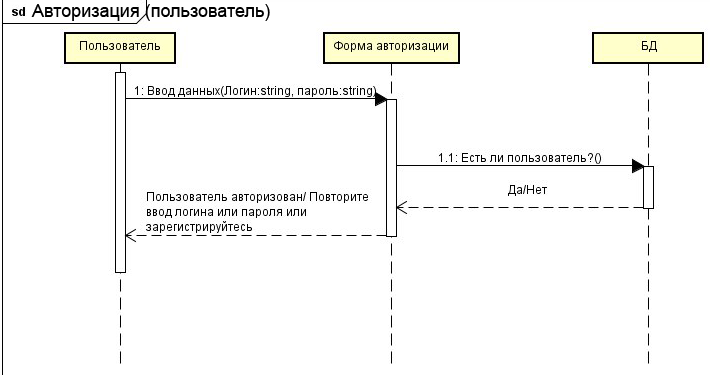 sd Авторизация (пользователь)
Пользователь
Форма авторизации
БД
1: Ввод данных(Логин:string, пароль:string)
1.1: Есть ли пользователь?()
Да/Нет
Пользователь авторизован/ Повторите
ввод логина или пароля или
зарегистрируйтесь